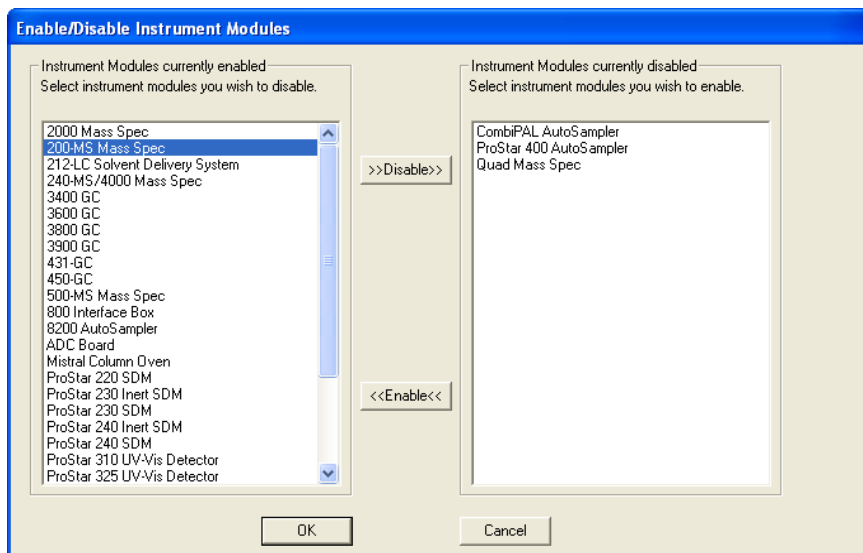 Enable/Disable Instrument Modules
Instrument Modules currently enabled
Select instrument modules you wish to disable.
2000 Mass Spec
200-MS Mass Spec
212-LC Solvent Delivery System
240-MS/4000 Mass Spec
3400 GC
3600 GC
3800 GC
3900 GC
431-GC
450-GC
500-MS Mass Spec
800 Interface Box
8200 AutoSampler
ADC Board
Mistral Column Oven
ProStar 220 SDM
ProStar 230 Inert SDM
ProStar 230 SDM
ProStar 240 Inert SDM
ProStar 240 SDM
ProStar 310 UV-Vis Detector
ProStar 325 UV-Vis Detector
>>Disable>>
<<Enable<<
Instrument Modules currently disabled
Select instrument modules you wish to enable.
CombiPAL AutoSampler
ProStar 400 AutoSampler
Quad Mass Spec
OK
Cancel